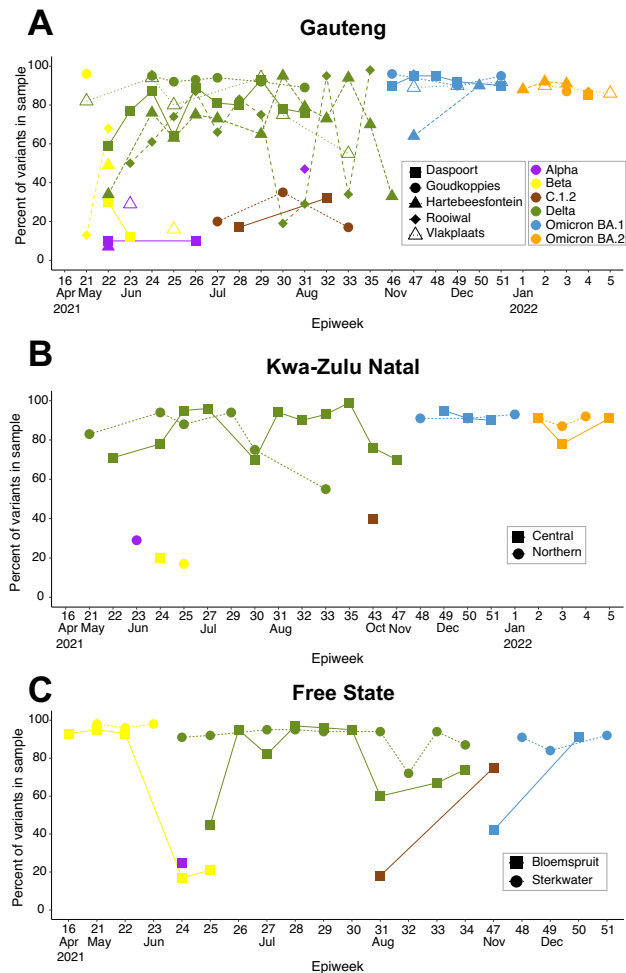 A
Gauteng
Percent of variants in sample
100
80
60
40
20
0
Daspoort
Goudkoppies
Hartebeesfontein
Rooiwal
Vlakplaats
Alpha
Beta
C.1.2
Delta
Omicron BA.1
Omicron BA.2
16 21 22 23 24 25 26 27 28 29 30 31 32 33 35 46 47 48 50 51 1 2 3 4 5
Apr May Jun Jul Aug Nov Dec Jan
2021 2022
Epiweek
B
Kwa-Zulu Natal
Percent of variants in sample
100
80
60
40
20
0
Central
Northern
16 21 22 23 24 25 27 29 30 31 32 33 35 43 47 48 49 50 51 1 2 3 4 5
Apr May Jun Jul Aug Oct Nov Dec Jan
2021 2022
Epiweek
C
Free State
Percent of variants in sample
100
80
60
40
20
0
Bloemspruit
Sterkwater
16 21 22 23 24 25 26 27 28 29 30 31 32 33 34 47 48 49 50 51
Apr May Jun Jul Aug Nov Dec
2021
Epiweek